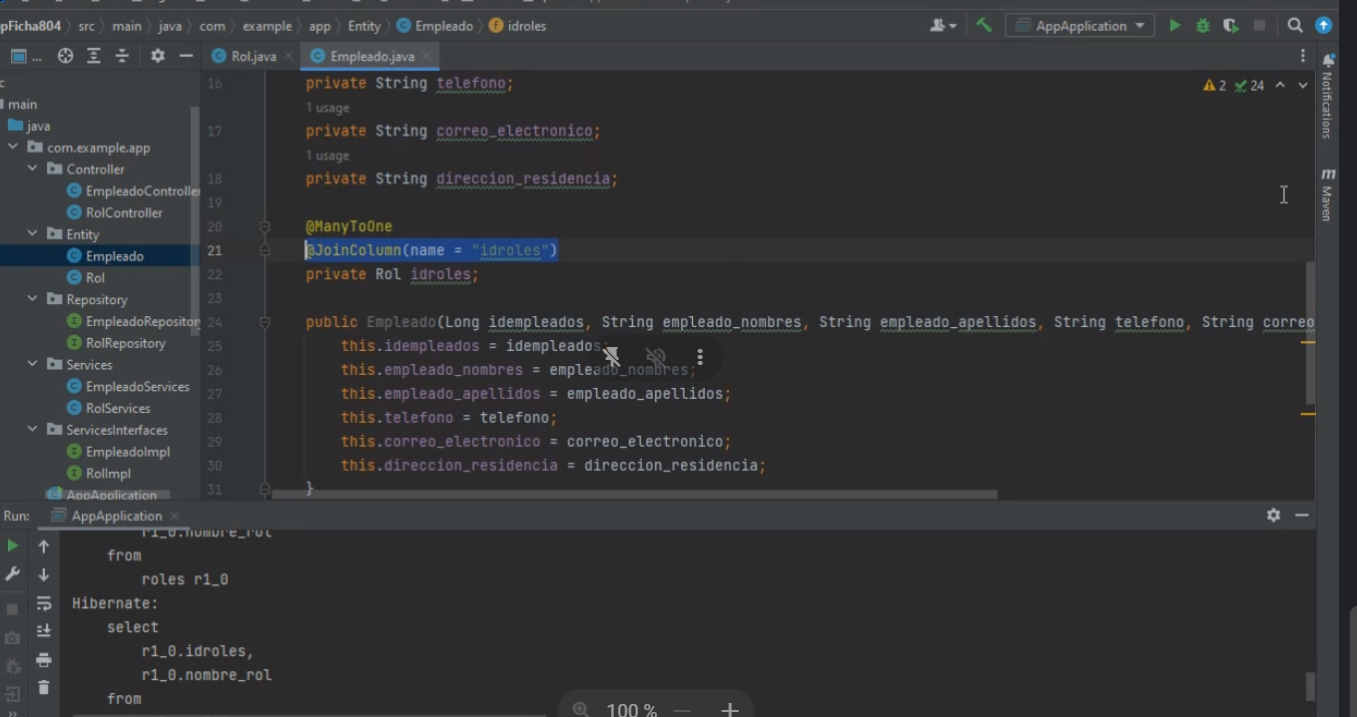 pFicha804 src main java com example app Entity Empleado idroles AppApplication
... Rol.java Empleado.java
main
java
com.example.app
Controller
EmpleadoController
RolController
Entity
Empleado
Rol
Repository
EmpleadoRepository
RolRepository
Services
EmpleadoServices
RolServices
ServicesInterfaces
EmpleadoImpl
RolImpl
AppApplication
16 private String telefono;
1 usage
17 private String correo_electronico;
1 usage
18 private String direccion_residencia;
19
20 @ManyToOne
21 @JoinColumn(name = "idroles")
22 private Rol idroles;
23
24 public Empleado(Long idempleados, String empleado_nombres, String empleado_apellidos, String telefono, String correo
25 this.idempleados = idempleados;
26 this.empleado_nombres = empleado_nombres;
27 this.empleado_apellidos = empleado_apellidos;
28 this.telefono = telefono;
29 this.correo_electronico = correo_electronico;
30 this.direccion_residencia = direccion_residencia;
31 }
2 24
Notifications
m Maven
Run: AppApplication
r1_0.nombre_rol
from
roles r1_0
Hibernate:
select
r1_0.idroles,
r1_0.nombre_rol
from
100 %